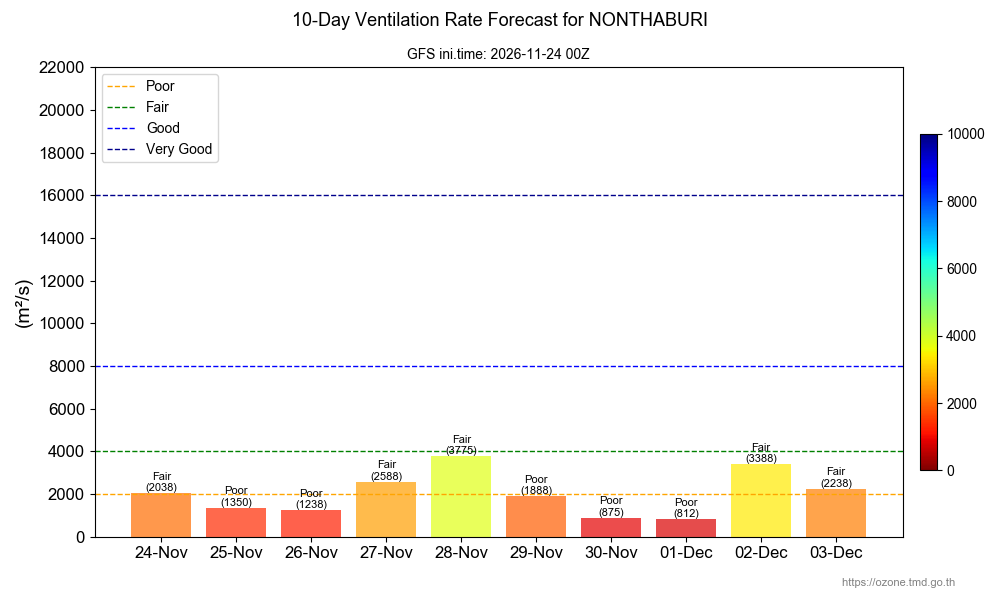 10-Day Ventilation Rate Forecast for NONTHABURI
GFS ini.time: 2026-11-24 00Z
22000
20000
18000
16000
14000
12000
10000
8000
6000
4000
2000
0
(m²/s)
Poor
Fair
Good
Very Good
Fair
(2038)
Poor
(1350)
Poor
(1238)
Fair
(2588)
Fair
(3775)
Poor
(1888)
Poor
(875)
Poor
(812)
Fair
(3388)
Fair
(2238)
24-Nov 25-Nov 26-Nov 27-Nov 28-Nov 29-Nov 30-Nov 01-Dec 02-Dec 03-Dec
10000
8000
6000
4000
2000
0
https://ozone.tmd.go.th